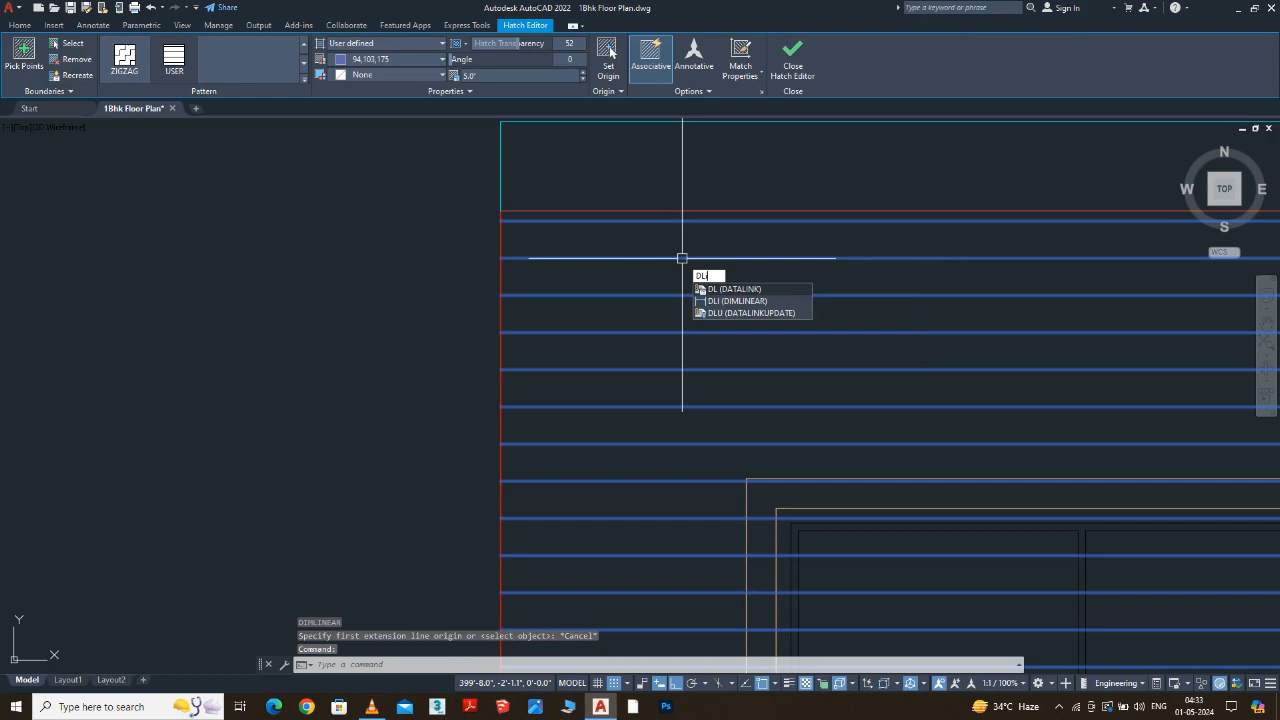 Share
Autodesk AutoCAD 2022 1Bhk Floor Plan.dwg
Type a keyword or phrase
Sign In
Home Insert Annotate Parametric View Manage Output Add-ins Collaborate Featured Apps Express Tools Hatch Editor
Pick Points
Select
Remove
Recreate
Boundaries
ZIGZAG
USER
Pattern
User defined
94,103,175
None
Hatch Transparency 52
Angle 0
5.0"
Properties
Set
Origin
Origin
Associative
Annotative
Match
Properties
Options
Close
Hatch Editor
Close
Start
1Bhk Floor Plan*
[-][Top][2D Wireframe]
N
W TOP E
S
WCS
DLI
DL (DATALINK)
DLI (DIMLINEAR)
DLU (DATALINKUPDATE)
DIMLINEAR
Specify first extension line origin or <select object>: *Cancel*
Command:
Type a command
Y
X
Model Layout1 Layout2
399'-8.0", -2'-1.1", 0'-0.0" MODEL
1:1 / 100%
Engineering
Type here to search
34°C Haze
ENG
04:33
01-05-2024